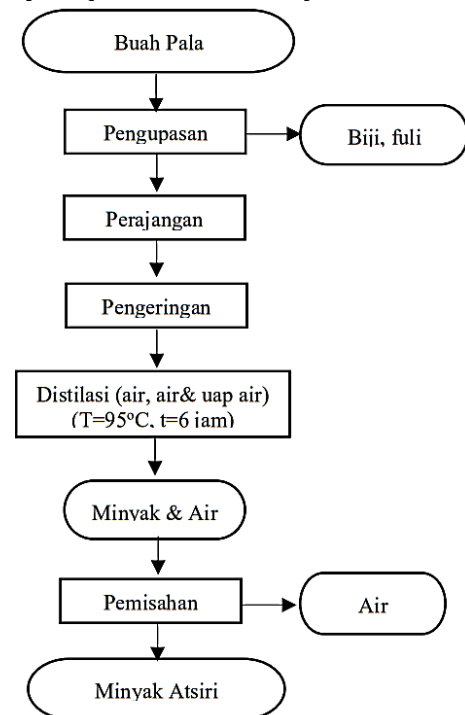 Buah Pala
Pengupasan
Biji, fuli
Perajangan
Pengeringan
Distilasi (air, air& uap air)
(T=95°C, t=6 jam)
Minyak & Air
Pemisahan
Air
Minyak Atsiri